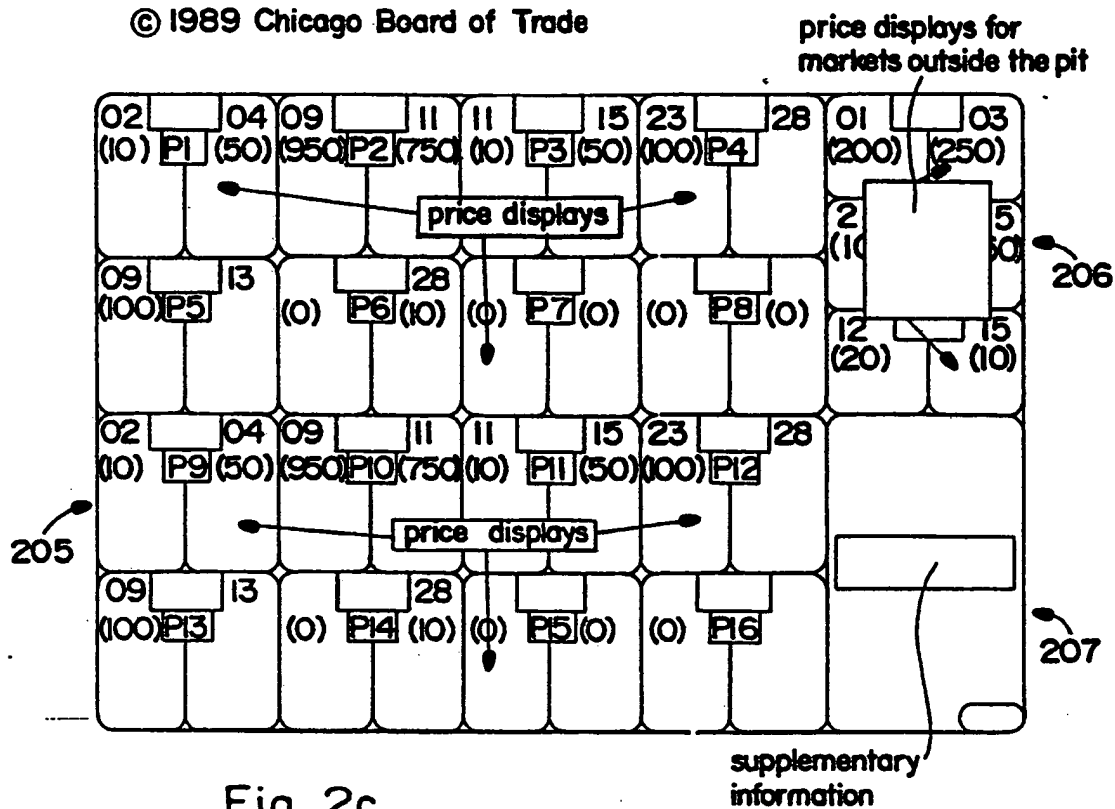 © 1989 Chicago Board of Trade
price displays for
markets outside the pit
02 04 09 11 11 15 23 28 01 03
(10) P1 (50) (950) P2 (750) (10) P3 (50) (100) P4 (200) (250)
price displays
2 5
206
09 13 28
(100) P5 (0) P6 (10) (0) P7 (0) (0) P8 (0)
12 15
(20) (10)
02 04 09 11 11 15 23 28
(10) P9 (50) (950) P10 (750) (10) P11 (50) (100) P12
205
price displays
09 13 28
(100) P13 (0) P14 (10) (0) P15 (0) (0) P16
207
supplementary
information
Fig. 2c